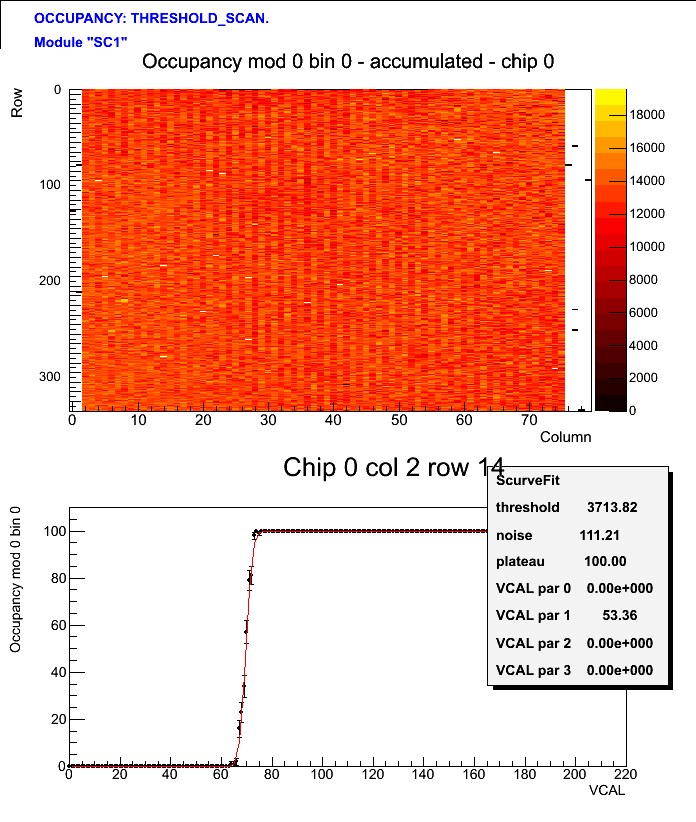 OCCUPANCY: THRESHOLD_SCAN.
Module "SC1"
Occupancy mod 0 bin 0 - accumulated - chip 0
Row
0
100
200
300
0 10 20 30 40 50 60 70
Column
18000
16000
14000
12000
10000
8000
6000
4000
2000
0
Chip 0 col 2 row 14
ScurveFit
threshold 3713.82
noise 111.21
plateau 100.00
VCAL par 0 0.00e+000
VCAL par 1 53.36
VCAL par 2 0.00e+000
VCAL par 3 0.00e+000
Occupancy mod 0 bin 0
100
80
60
40
20
0
0 20 40 60 80 100 120 140 160 180 200 220
VCAL